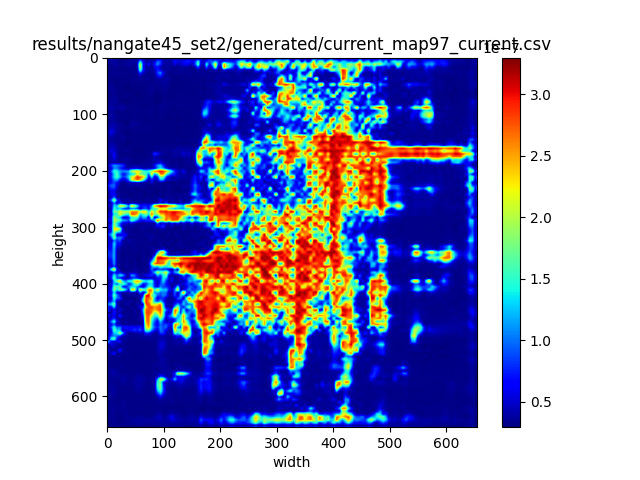 results/nangate45_set2/generated/current_map97_current.csv
1e−7
0
100
200
300
400
500
600
height
0 100 200 300 400 500 600
width
3.0
2.5
2.0
1.5
1.0
0.5